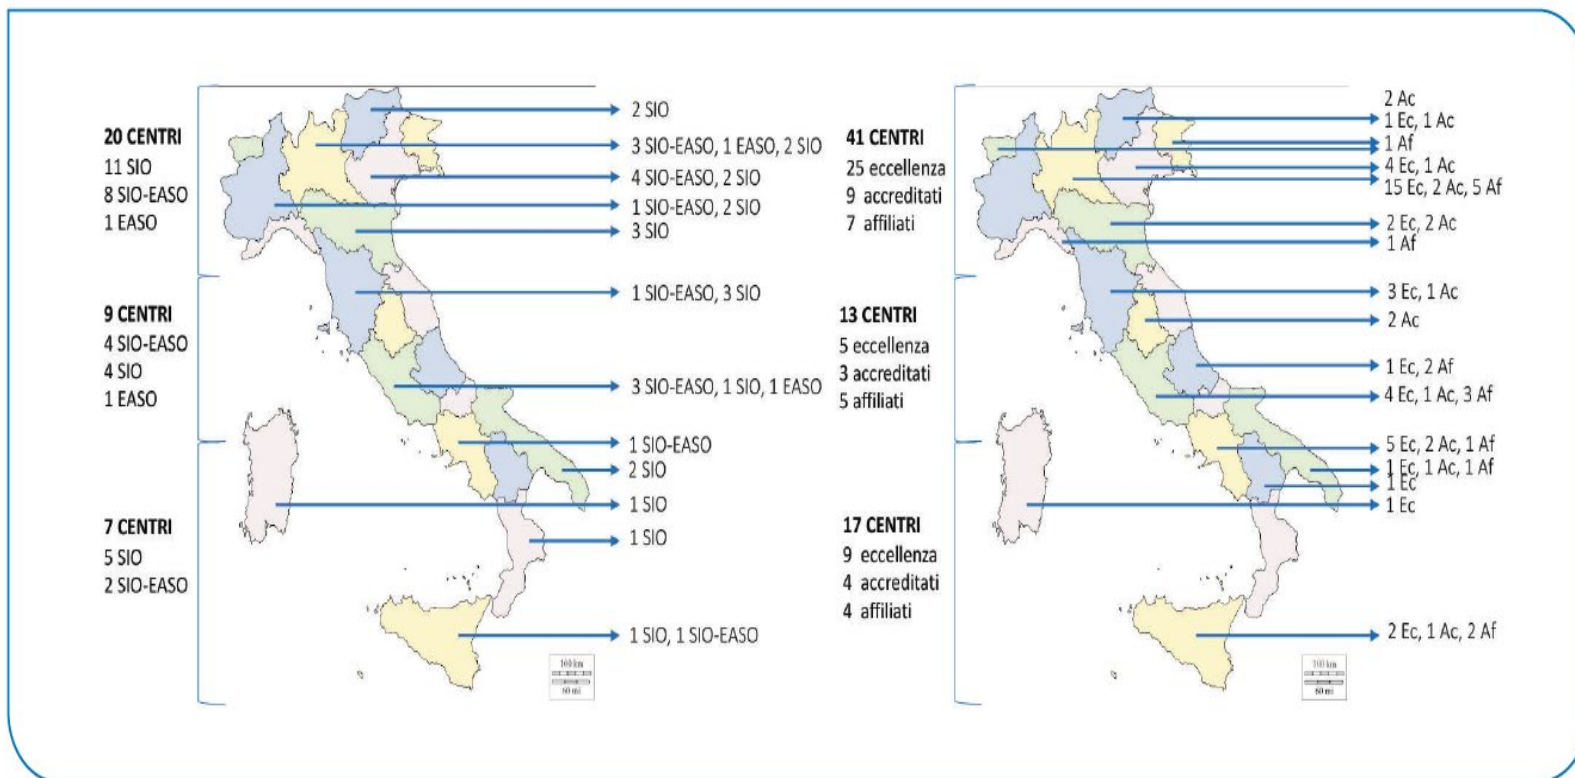 20 CENTRI
11 SIO
8 SIO-EASO
1 EASO
9 CENTRI
4 SIO-EASO
4 SIO
1 EASO
7 CENTRI
5 SIO
2 SIO-EASO
2 SIO
3 SIO-EASO, 1 EASO, 2 SIO
4 SIO-EASO, 2 SIO
1 SIO-EASO, 2 SIO
3 SIO
1 SIO-EASO, 3 SIO
3 SIO-EASO, 1 SIO, 1 EASO
1 SIO-EASO
2 SIO
1 SIO
1 SIO
1 SIO, 1 SIO-EASO
100 km
60 mi
41 CENTRI
25 eccellenza
9 accreditati
7 affiliati
13 CENTRI
5 eccellenza
3 accreditati
5 affiliati
17 CENTRI
9 eccellenza
4 accreditati
4 affiliati
2 Ac
1 Ec, 1 Ac
1 Af
4 Ec, 1 Ac
15 Ec, 2 Ac, 5 Af
2 Ec, 2 Ac
1 Af
3 Ec, 1 Ac
2 Ac
1 Ec, 2 Af
4 Ec, 1 Ac, 3 Af
5 Ec, 2 Ac, 1 Af
1 Ec, 1 Ac, 1 Af
1 Ec
1 Ec
2 Ec, 1 Ac, 2 Af
100 km
60 mi